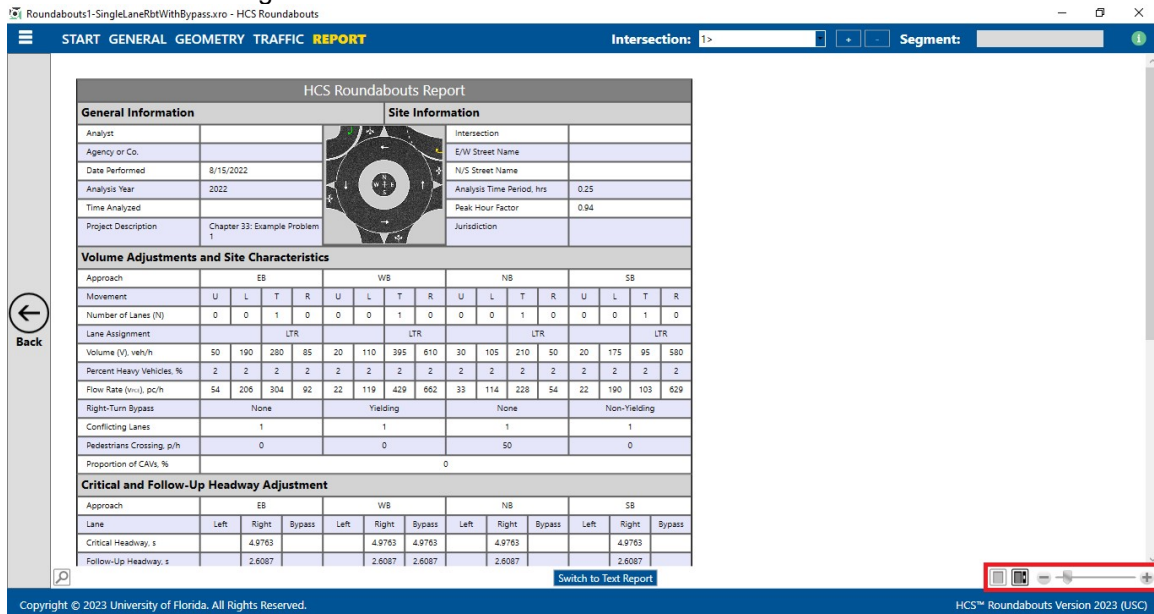 Roundabouts1-SingleLaneRbtWithBypass.xro - HCS Roundabouts
START GENERAL GEOMETRY TRAFFIC REPORT Intersection: 1> + - Segment:
HCS Roundabouts Report
General Information Site Information
Analyst Intersection
Agency or Co. E/W Street Name
Date Performed 8/15/2022 N/S Street Name
Analysis Year 2022 Analysis Time Period, hrs 0.25
Time Analyzed Peak Hour Factor 0.94
Project Description Chapter 33: Example Problem 1 Jurisdiction
Volume Adjustments and Site Characteristics
Approach EB WB NB SB
Movement U L T R U L T R U L T R U L T R
Number of Lanes (N) 0 0 1 0 0 0 1 0 0 0 1 0 0 0 1 0
Lane Assignment LTR LTR LTR LTR
Volume (V), veh/h 50 190 280 85 20 110 395 610 30 105 210 50 20 175 95 580
Percent Heavy Vehicles, % 2 2 2 2 2 2 2 2 2 2 2 2 2 2 2 2
Flow Rate (vPCE), pc/h 54 206 304 92 22 119 429 662 33 114 228 54 22 190 103 629
Right-Turn Bypass None Yielding None Non-Yielding
Conflicting Lanes 1 1 1 1
Pedestrians Crossing, p/h 0 0 50 0
Proportion of CAVs, % 0
Critical and Follow-Up Headway Adjustment
Approach EB WB NB SB
Lane Left Right Bypass Left Right Bypass Left Right Bypass Left Right Bypass
Critical Headway, s 4.9763 4.9763 4.9763 4.9763 4.9763
Follow-Up Headway, s 2.6087 2.6087 2.6087 2.6087 2.6087
Back
Switch to Text Report
Copyright © 2023 University of Florida. All Rights Reserved. HCS™ Roundabouts Version 2023 (USC)